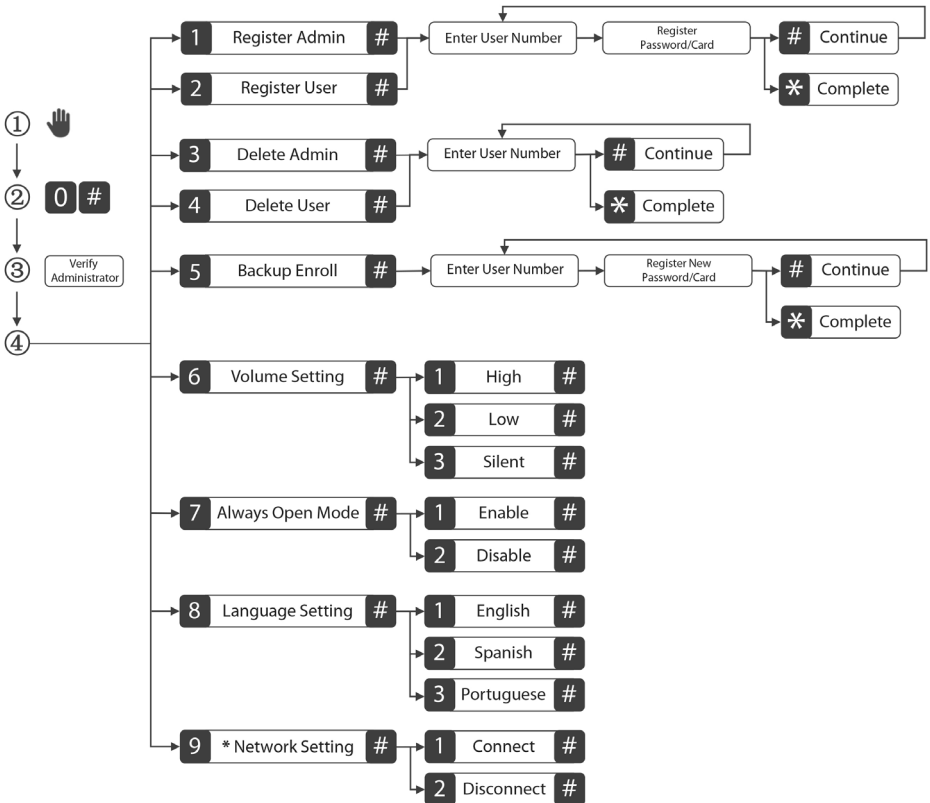 1 Register Admin #
Enter User Number
Register
Password/Card
# Continue
2 Register User #
* Complete
①
3 Delete Admin #
Enter User Number
# Continue
② 0 #
4 Delete User #
* Complete
③ Verify
Administrator
5 Backup Enroll #
Enter User Number
Register New
Password/Card
# Continue
* Complete
④
6 Volume Setting #
1 High #
2 Low #
3 Silent #
7 Always Open Mode #
1 Enable #
2 Disable #
8 Language Setting #
1 English #
2 Spanish #
3 Portuguese #
9 * Network Setting #
1 Connect #
2 Disconnect #